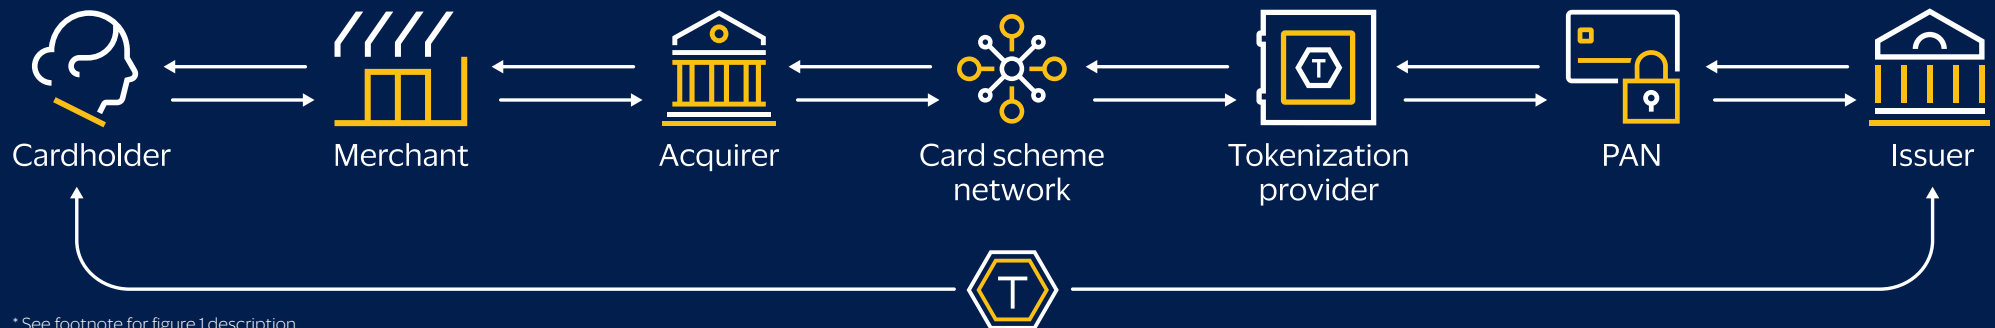 T
Cardholder
Merchant
Acquirer
Card scheme
network
Tokenization
provider
PAN
Issuer
T
* See footnote for figure 1 description